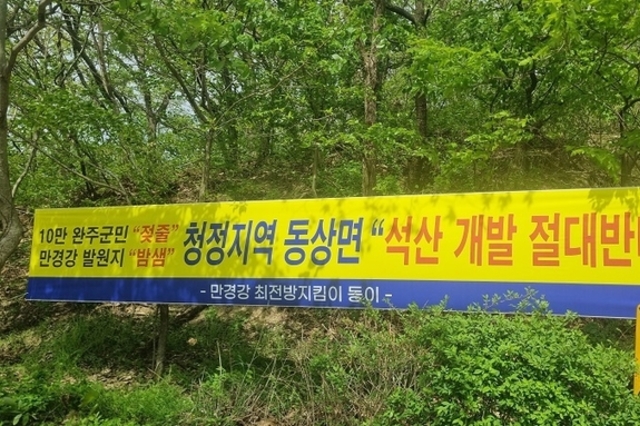 10만 완주군민 "젖줄"
만경강 발원지 "밤샘"
청정지역 동상면 "석산 개발 절대반
- 만경강 최전방지킴이 동이 -